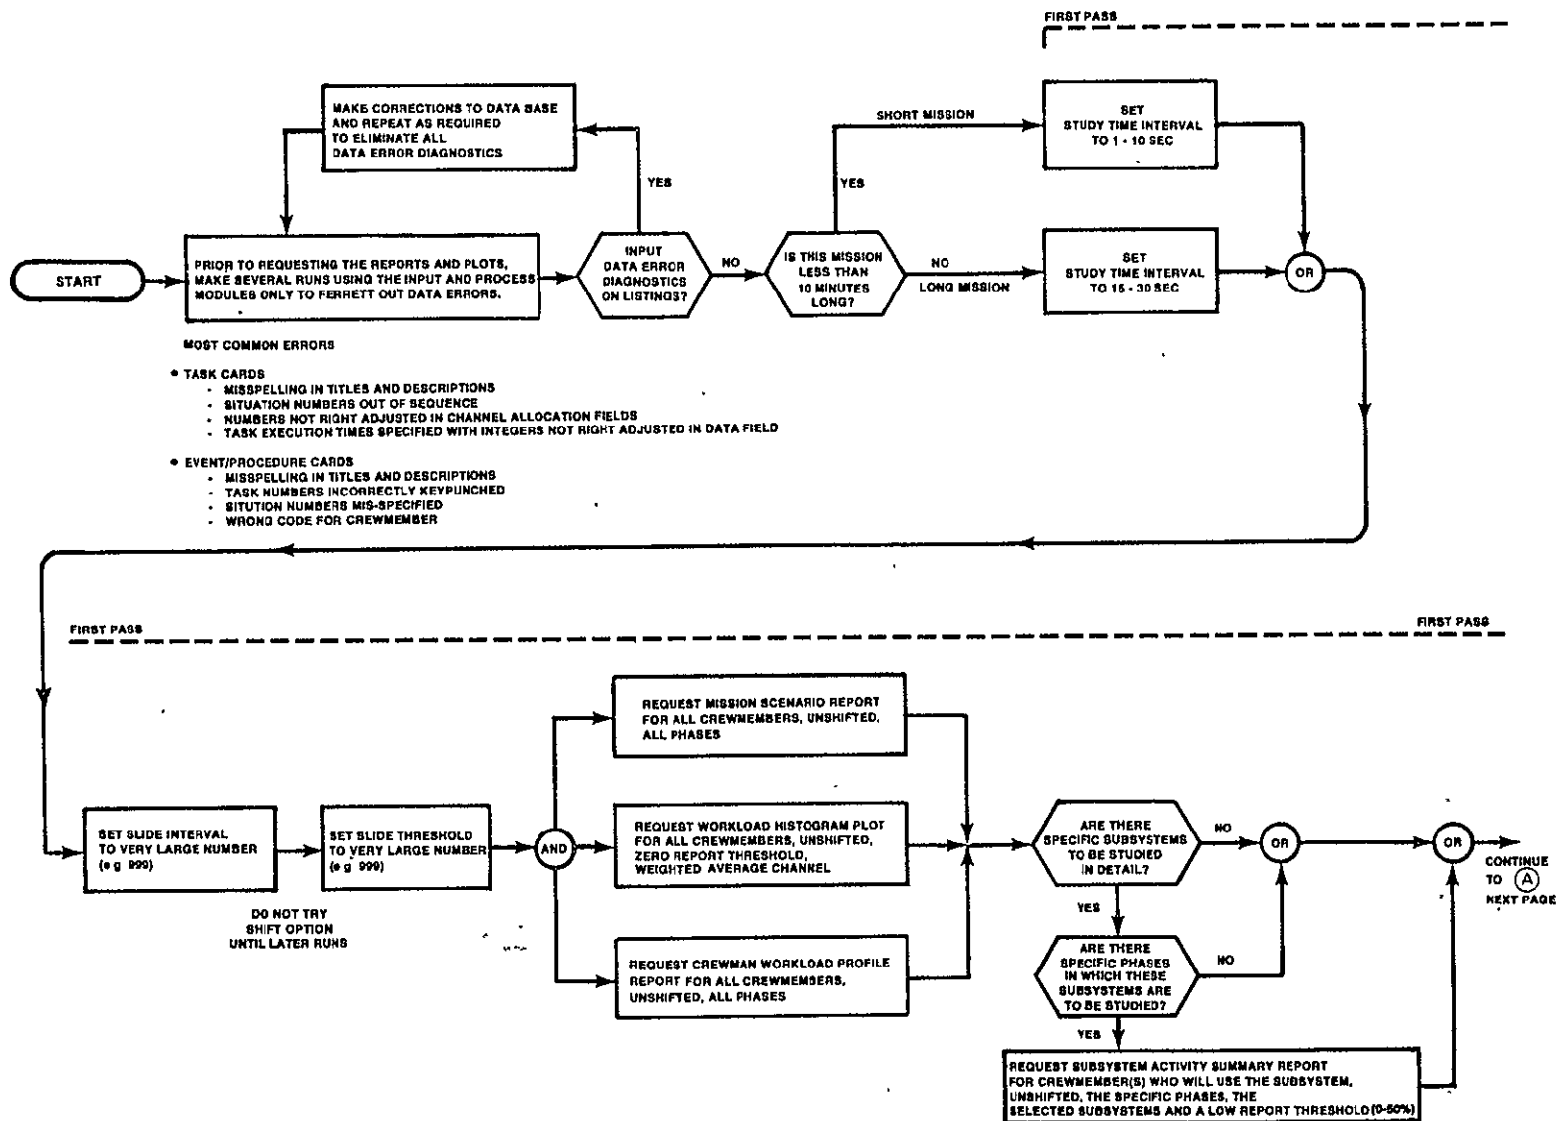 FIRST PASS
MAKE CORRECTIONS TO DATA BASE
AND REPEAT AS REQUIRED
TO ELIMINATE ALL
DATA ERROR DIAGNOSTICS
YES
SHORT MISSION
YES
SET
STUDY TIME INTERVAL
TO 1 - 10 SEC
START
PRIOR TO REQUESTING THE REPORTS AND PLOTS,
MAKE SEVERAL RUNS USING THE INPUT AND PROCESS
MODULES ONLY TO FERRETT OUT DATA ERRORS.
INPUT
DATA ERROR
DIAGNOSTICS
ON LISTINGS?
NO
IS THIS MISSION
LESS THAN
10 MINUTES
LONG?
NO
LONG MISSION
SET
STUDY TIME INTERVAL
TO 15 - 30 SEC
OR
MOST COMMON ERRORS
• TASK CARDS
- MISSPELLING IN TITLES AND DESCRIPTIONS
- SITUATION NUMBERS OUT OF SEQUENCE
- NUMBERS NOT RIGHT ADJUSTED IN CHANNEL ALLOCATION FIELDS
- TASK EXECUTION TIMES SPECIFIED WITH INTEGERS NOT RIGHT ADJUSTED IN DATA FIELD
• EVENT/PROCEDURE CARDS
- MISSPELLING IN TITLES AND DESCRIPTIONS
- TASK NUMBERS INCORRECTLY KEYPUNCHED
- SITUTION NUMBERS MIS-SPECIFIED
- WRONG CODE FOR CREWMEMBER
FIRST PASS
FIRST PASS
REQUEST MISSION SCENARIO REPORT
FOR ALL CREWMEMBERS, UNSHIFTED,
ALL PHASES
SET SLIDE INTERVAL
TO VERY LARGE NUMBER
(e g 999)
SET SLIDE THRESHOLD
TO VERY LARGE NUMBER
(e g 999)
AND
REQUEST WORKLOAD HISTOGRAM PLOT
FOR ALL CREWMEMBERS, UNSHIFTED,
ZERO REPORT THRESHOLD,
WEIGHTED AVERAGE CHANNEL
ARE THERE
SPECIFIC SUBSYSTEMS
TO BE STUDIED
IN DETAIL?
NO
OR
OR
CONTINUE
TO A
NEXT PAGE
DO NOT TRY
SHIFT OPTION
UNTIL LATER RUNS
YES
REQUEST CREWMAN WORKLOAD PROFILE
REPORT FOR ALL CREWMEMBERS,
UNSHIFTED, ALL PHASES
ARE THERE
SPECIFIC PHASES
IN WHICH THESE
SUBSYSTEMS ARE
TO BE STUDIED?
NO
YES
REQUEST SUBSYSTEM ACTIVITY SUMMARY REPORT
FOR CREWMEMBER(S) WHO WILL USE THE SUBSYSTEM,
UNSHIFTED, THE SPECIFIC PHASES, THE
SELECTED SUBSYSTEMS AND A LOW REPORT THRESHOLD (0-50%)